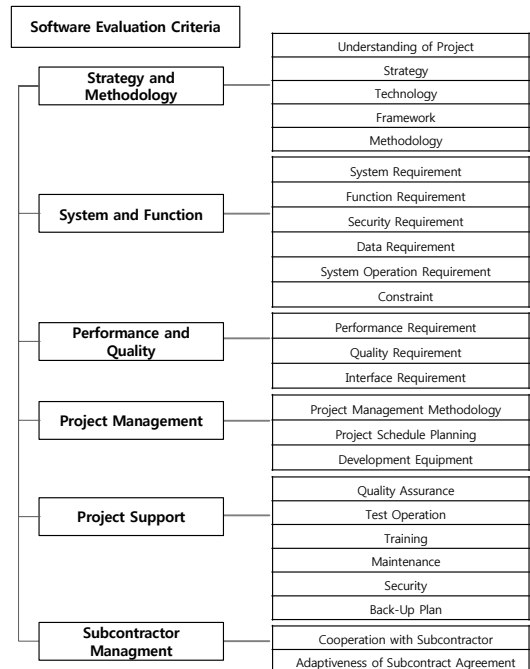 Software Evaluation Criteria
Strategy and
Methodology
Understanding of Project
Strategy
Technology
Framework
Methodology
System and Function
System Requirement
Function Requirement
Security Requirement
Data Requirement
System Operation Requirement
Constraint
Performance and
Quality
Performance Requirement
Quality Requirement
Interface Requirement
Project Management
Project Management Methodology
Project Schedule Planning
Development Equipment
Project Support
Quality Assurance
Test Operation
Training
Maintenance
Security
Back-Up Plan
Subcontractor
Managment
Cooperation with Subcontractor
Adaptiveness of Subcontract Agreement